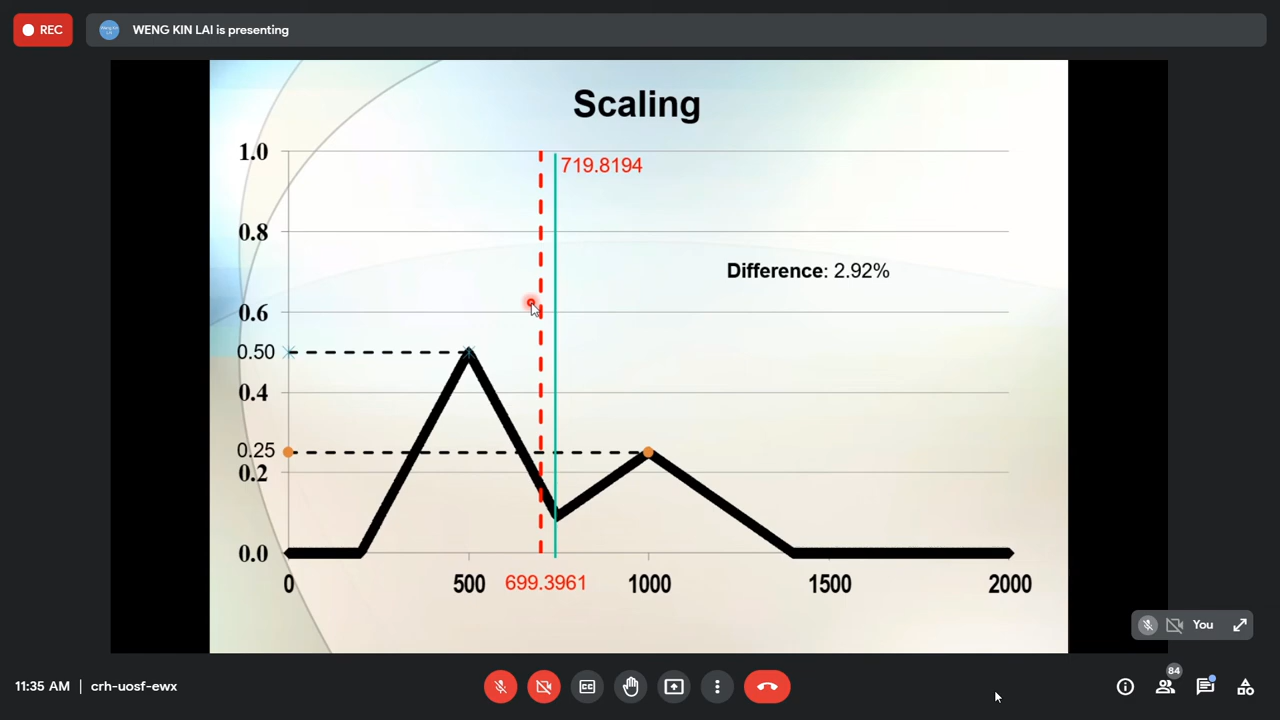 REC
WENG KIN LAI is presenting
Scaling
1.0
719.8194
0.8
Difference: 2.92%
0.6
0.50
0.4
0.25
0.2
0.0
0
500
699.3961
1000
1500
2000
You
11:35 AM | crh-uosf-ewx
CC
84